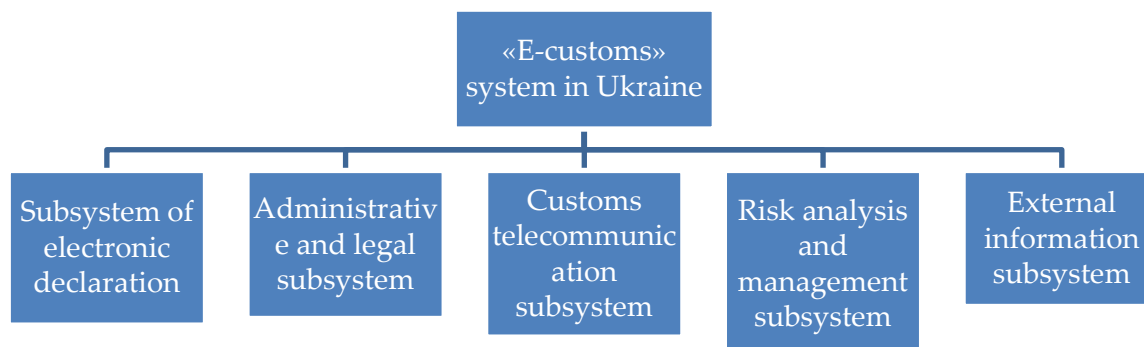 «E-customs»
system in Ukraine
Subsystem of
electronic
declaration
Administrativ
e and legal
subsystem
Customs
telecommunic
ation
subsystem
Risk analysis
and
management
subsystem
External
information
subsystem